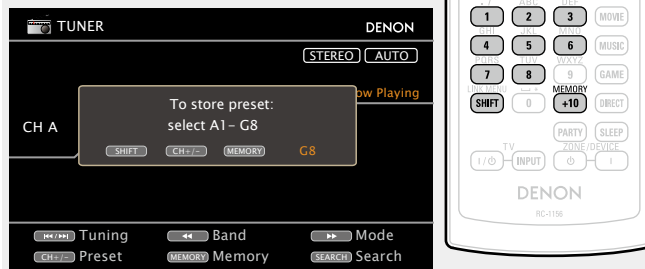 TUNER DENON
STEREO AUTO
Now Playing
CH A
To store preset:
select A1– G8
SHIFT CH+/– MEMORY G8
Tuning Band Mode
CH+/– Preset MEMORY Memory SEARCH Search
ABC DEF
1 2 3 MOVIE
GHI JKL MNO
4 5 6 MUSIC
PQRS TUV WXYZ
7 8 9 GAME
LINK MENU MEMORY
SHIFT 0 +10 DIRECT
PARTY SLEEP
TV ZONE/DEVICE
I/⏻ INPUT ⏻ I
DENON
RC-1156